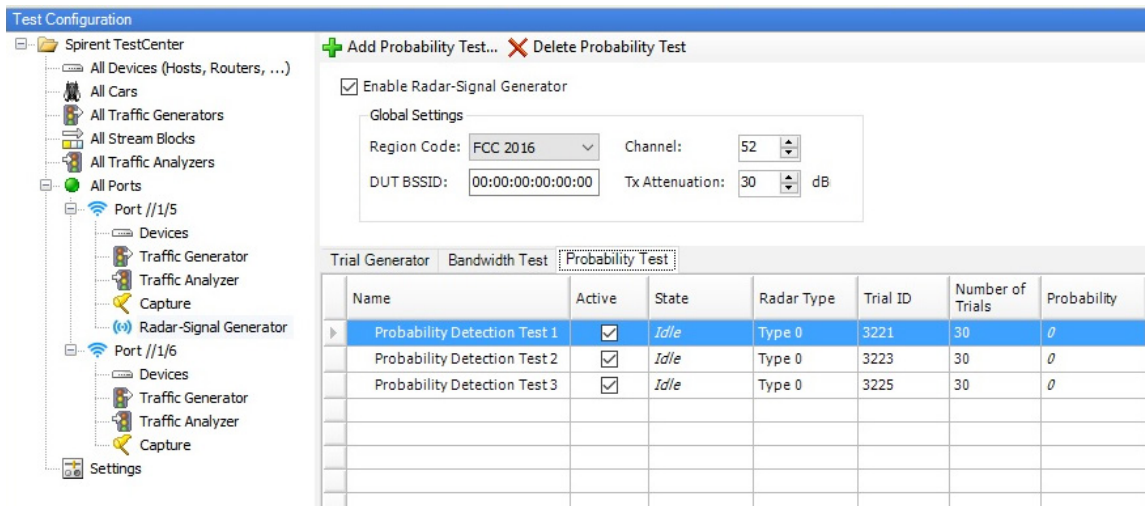 Test Configuration
Spirent TestCenter
All Devices (Hosts, Routers, ...)
All Cars
All Traffic Generators
All Stream Blocks
All Traffic Analyzers
All Ports
Port //1/5
Devices
Traffic Generator
Traffic Analyzer
Capture
Radar-Signal Generator
Port //1/6
Devices
Traffic Generator
Traffic Analyzer
Capture
Settings
Add Probability Test... Delete Probability Test
Enable Radar-Signal Generator
Global Settings
Region Code: FCC 2016 Channel: 52
DUT BSSID: 00:00:00:00:00:00 Tx Attenuation: 30 dB
Trial Generator Bandwidth Test Probability Test
Name Active State Radar Type Trial ID Number of Trials Probability
Probability Detection Test 1 Idle Type 0 3221 30 0
Probability Detection Test 2 Idle Type 0 3223 30 0
Probability Detection Test 3 Idle Type 0 3225 30 0